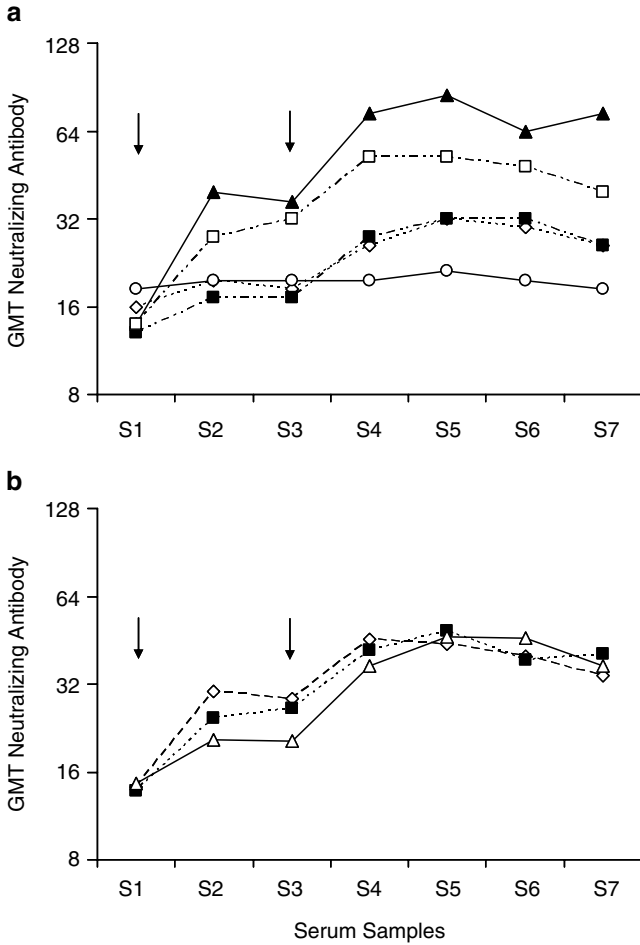 a
GMT Neutralizing Antibody
128
64
32
16
8
S1 S2 S3 S4 S5 S6 S7
b
GMT Neutralizing Antibody
128
64
32
16
8
S1 S2 S3 S4 S5 S6 S7
Serum Samples